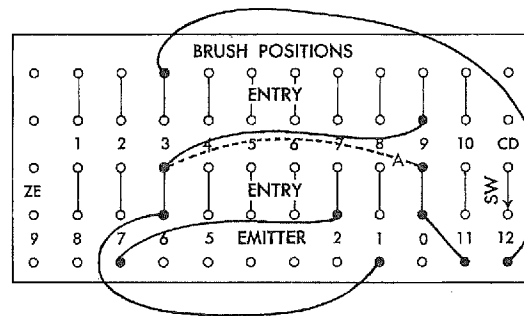 BRUSH POSITIONS
ENTRY
1 2 3 4 5 6 7 8 9 10 CD
A
ZE ENTRY SW
9 8 7 6 5 EMITTER 2 1 0 11 12